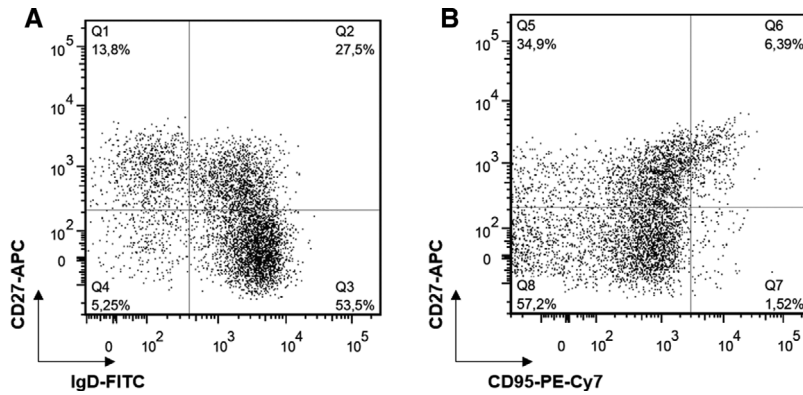 A
Q1
13,8%
Q2
27,5%
10^5
10^4
10^3
10^2
0
Q4
5,25%
Q3
53,5%
0 10^2 10^3 10^4 10^5
CD27-APC
IgD-FITC
B
Q5
34,9%
Q6
6,39%
10^5
10^4
10^3
10^2
0
Q8
57,2%
Q7
1,52%
0 10^2 10^3 10^4 10^5
CD27-APC
CD95-PE-Cy7